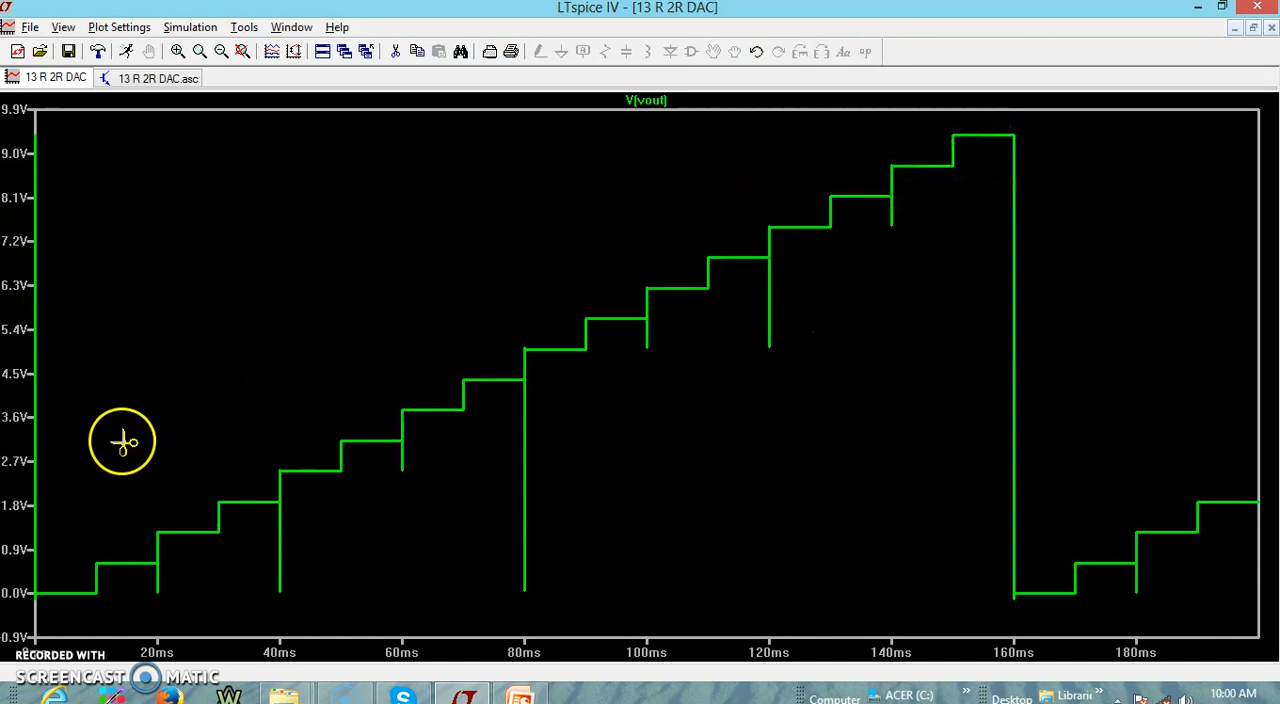 LTspice IV - [13 R 2R DAC]
File View Plot Settings Simulation Tools Window Help
Aa op
13 R 2R DAC 13 R 2R DAC.asc
V[vout]
9.9V
9.0V
8.1V
7.2V
6.3V
5.4V
4.5V
3.6V
2.7V
1.8V
0.9V
0.0V
-0.9V
20ms 40ms 60ms 80ms 100ms 120ms 140ms 160ms 180ms
RECORDED WITH
SCREENCAST MATIC
W S Computer ACER (C:) » Desktop Librarii » 10:00 AM